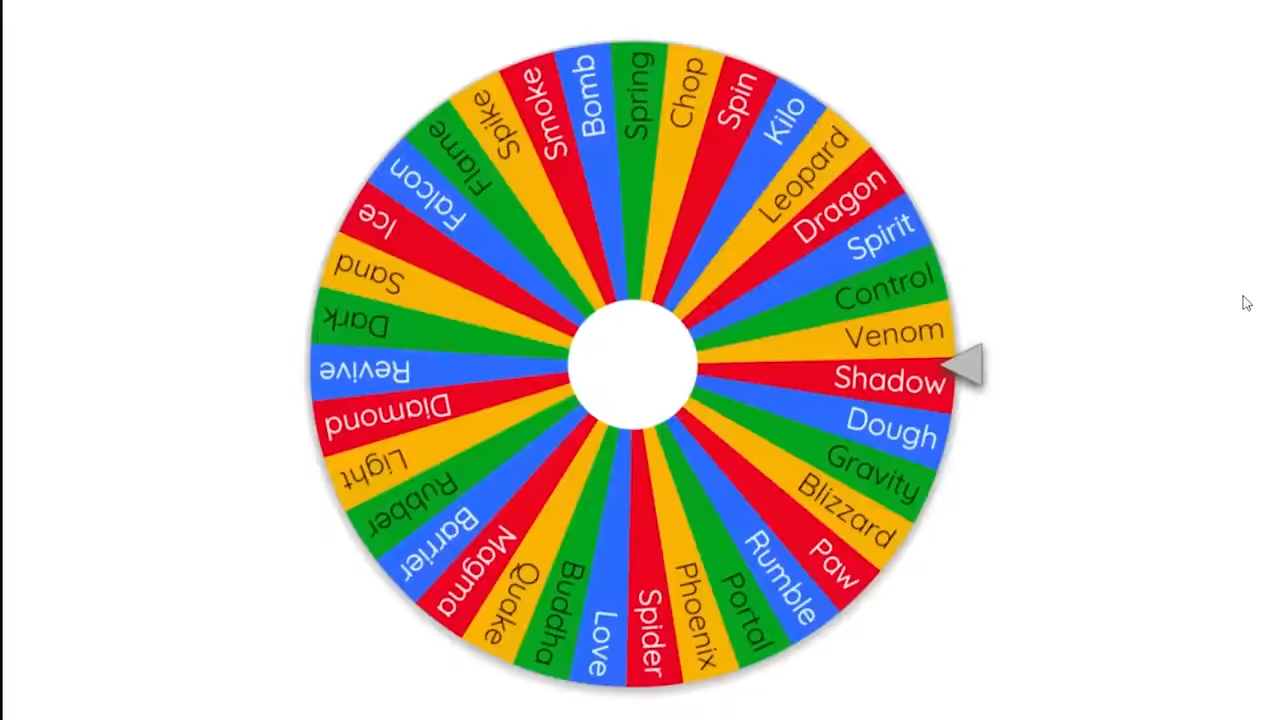 Spring
Chop
Spin
Kilo
Leopard
Dragon
Spirit
Control
Venom
Shadow
Dough
Gravity
Blizzard
Paw
Rumble
Portal
Phoenix
Spider
Love
Buddha
Quake
Magma
Barrier
Rubber
Light
Diamond
Revive
Dark
Sand
Ice
Falcon
Flame
Spike
Smoke
Bomb